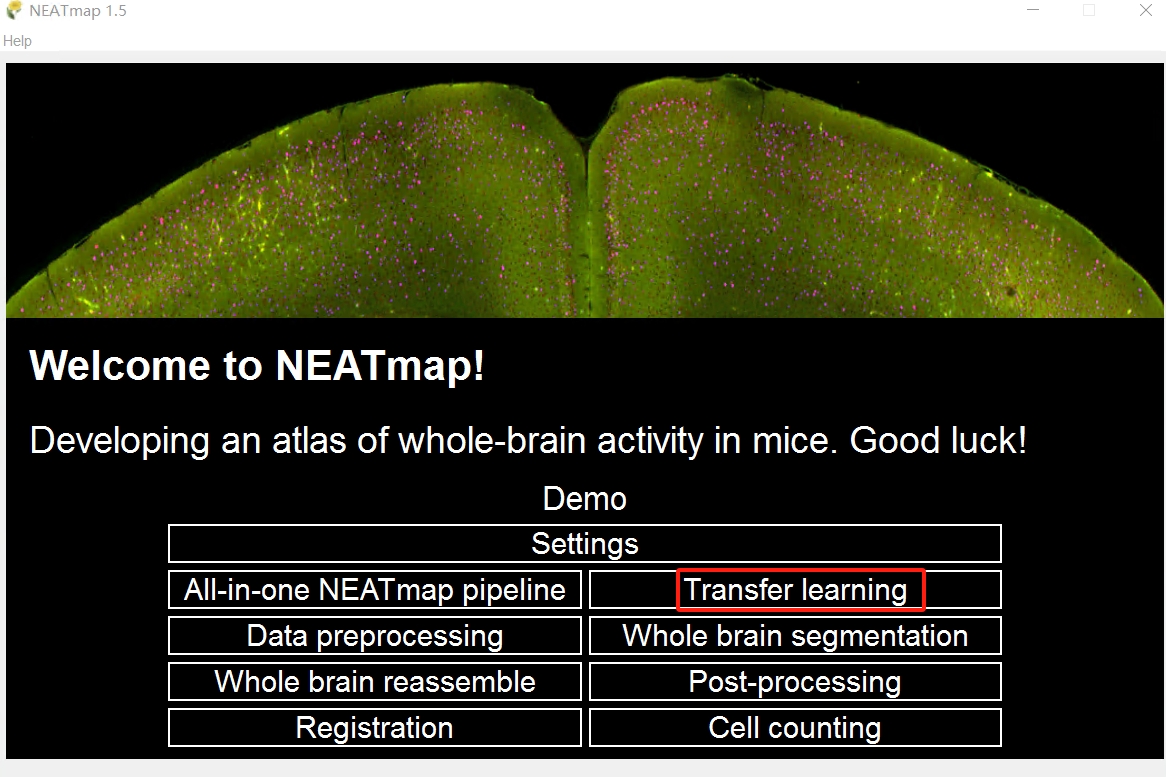 NEATmap 1.5
Help
Welcome to NEATmap!
Developing an atlas of whole-brain activity in mice. Good luck!
Demo
Settings
All-in-one NEATmap pipeline
Transfer learning
Data preprocessing
Whole brain segmentation
Whole brain reassemble
Post-processing
Registration
Cell counting